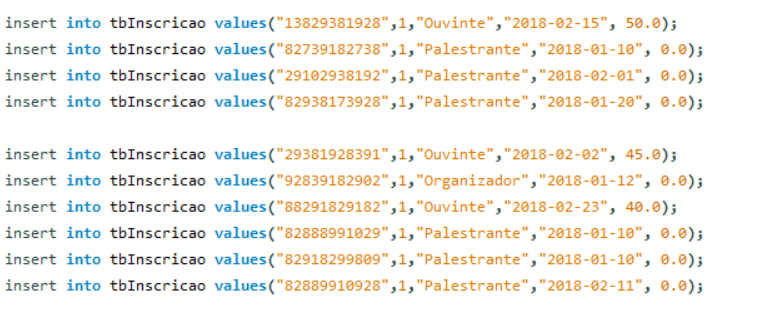 insert into tbInscricao values("13829381928",1,"Ouvinte","2018-02-15", 50.0);
insert into tbInscricao values("82739182738",1,"Palestrante","2018-01-10", 0.0);
insert into tbInscricao values("29102938192",1,"Palestrante","2018-02-01", 0.0);
insert into tbInscricao values("82938173928",1,"Palestrante","2018-01-20", 0.0);
insert into tbInscricao values("29381928391",1,"Ouvinte","2018-02-02", 45.0);
insert into tbInscricao values("92839182902",1,"Organizador","2018-01-12", 0.0);
insert into tbInscricao values("88291829182",1,"Ouvinte","2018-02-23", 40.0);
insert into tbInscricao values("82888991029",1,"Palestrante","2018-01-10", 0.0);
insert into tbInscricao values("82918299809",1,"Palestrante","2018-01-10", 0.0);
insert into tbInscricao values("82889910928",1,"Palestrante","2018-02-11", 0.0);